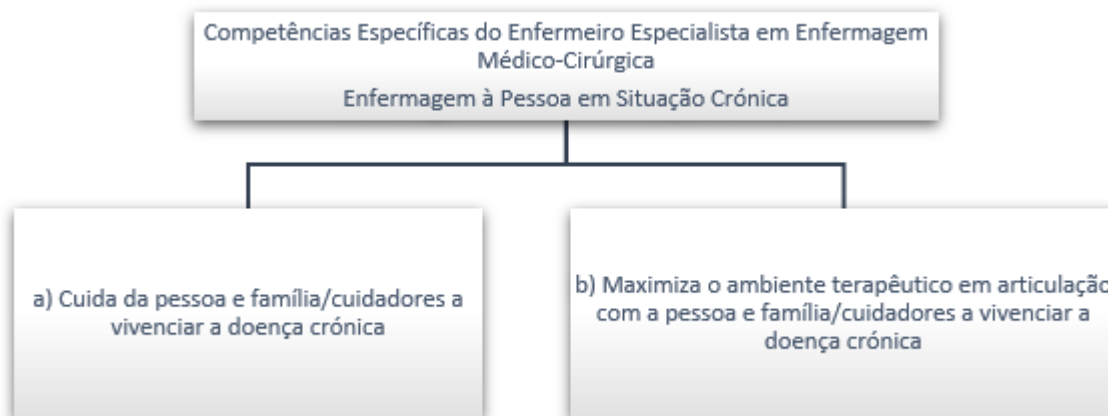 Competências Específicas do Enfermeiro Especialista em Enfermagem
Médico-Cirúrgica
Enfermagem à Pessoa em Situação Crónica
a) Cuida da pessoa e família/cuidadores a
vivenciar a doença crónica
b) Maximiza o ambiente terapêutico em articulação
com a pessoa e família/cuidadores a vivenciar a
doença crónica